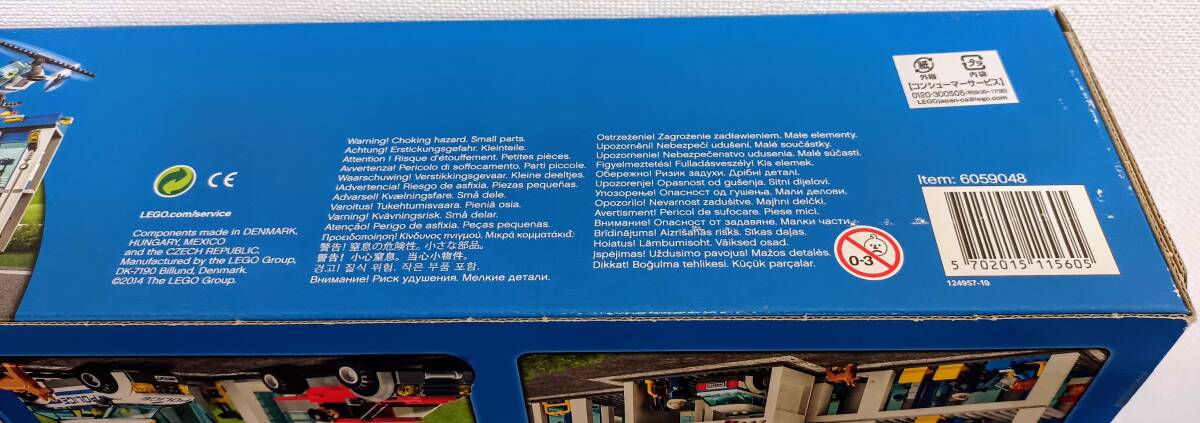 LEGO.com/service
Components made in DENMARK,
HUNGARY, MEXICO
and the CZECH REPUBLIC.
Manufactured by the LEGO Group,
DK-7190 Billund, Denmark.
©2014 The LEGO Group.
Warning! Choking hazard. Small parts.
Achtung! Erstickungsgefahr. Kleinteile.
Attention ! Risque d'étouffement. Petites pièces.
Avvertenza! Pericolo di soffocamento. Parti piccole.
Waarschuwing! Verstikkingsgevaar. Kleine deeltjes.
¡Advertencia! Riesgo de asfixia. Piezas pequeñas.
Advarsel! Kvælningsfare. Små dele.
Varoitus! Tukehtumisvaara. Pieniä osia.
Varning! Kvävningsrisk. Små delar.
Atenção! Perigo de asfixia. Peças pequenas.
Προειδοποίηση! Κίνδυνος πνιγμού. Μικρά κομματάκια!
警告! 窒息の危険性。小さな部品。
警告! 小心窒息。当心小物件。
경고! 질식 위험. 작은 부품 포함.
Внимание! Риск удушения. Мелкие детали.
Ostrzeżenie! Zagrożenie zadławieniem. Małe elementy.
Upozornění! Nebezpečí udušení. Malé součástky.
Upozornenie! Nebezpečenstvo udusenia. Malé súčasti.
Figyelmeztetés! Fulladásveszély! Kis elemek.
Обережно! Ризик задухи. Дрібні деталі.
Upozorenje! Opasnost od gušenja. Sitni dijelovi.
Упозорење! Опасност од гушења. Мали делови.
Opozorilo! Nevarnost zadušitve. Majhni delčki.
Avertisment! Pericol de sufocare. Piese mici.
Внимание! Опасност от задавяне. Малки части.
Brīdinājums! Aizrīšanās risks. Sīkas daļas.
Hoiatus! Lämbumisoht. Väiksed osad.
Įspėjimas! Uždusimo pavojus! Mažos detalės.
Dikkat! Boğulma tehlikesi. Küçük parçalar.
0-3
紙 プラ
外箱 内袋
【コンシューマーサービス】
0120-300505
LEGOjapan-ca@lego.com
Item: 6059048
5 702015 115605
124957-10
POLICE